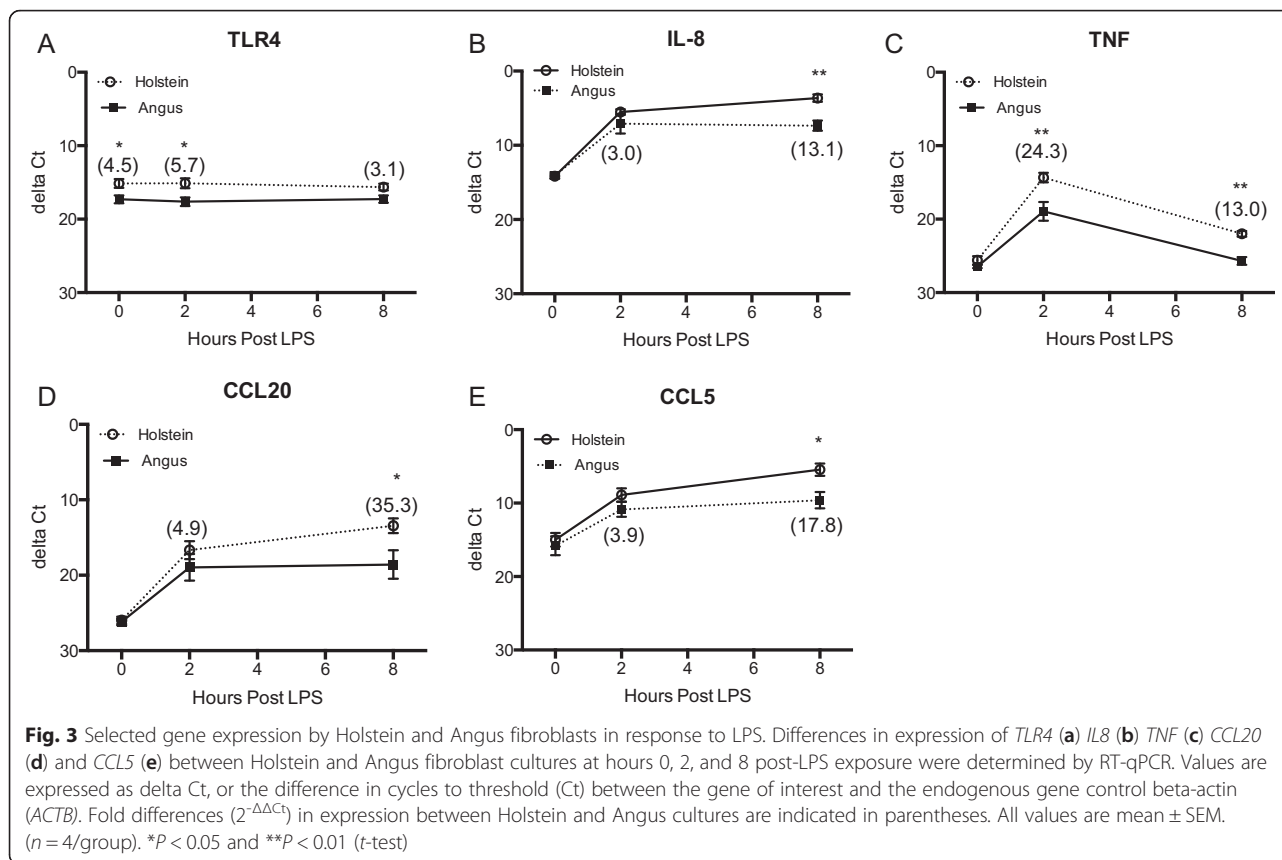 A
TLR4
0
10
20
30
delta Ct
Holstein
Angus
*
*
(4.5)
(5.7)
(3.1)
0 2 4 6 8
Hours Post LPS
B
IL-8
0
10
20
30
delta Ct
Holstein
Angus
**
(3.0)
(13.1)
0 2 4 6 8
Hours Post LPS
C
TNF
0
10
20
30
delta Ct
Holstein
Angus
**
(24.3)
**
(13.0)
0 2 4 6 8
Hours Post LPS
D
CCL20
0
10
20
30
delta Ct
Holstein
Angus
*
(4.9)
(35.3)
0 2 4 6 8
Hours Post LPS
E
CCL5
0
10
20
30
delta Ct
Holstein
Angus
*
(3.9)
(17.8)
0 2 4 6 8
Hours Post LPS
Fig. 3 Selected gene expression by Holstein and Angus fibroblasts in response to LPS. Differences in expression of TLR4 (a) IL8 (b) TNF (c) CCL20
(d) and CCL5 (e) between Holstein and Angus fibroblast cultures at hours 0, 2, and 8 post-LPS exposure were determined by RT-qPCR. Values are
expressed as delta Ct, or the difference in cycles to threshold (Ct) between the gene of interest and the endogenous gene control beta-actin
(ACTB). Fold differences (2^-ΔΔCt) in expression between Holstein and Angus cultures are indicated in parentheses. All values are mean ± SEM.
(n = 4/group). *P < 0.05 and **P < 0.01 (t-test)